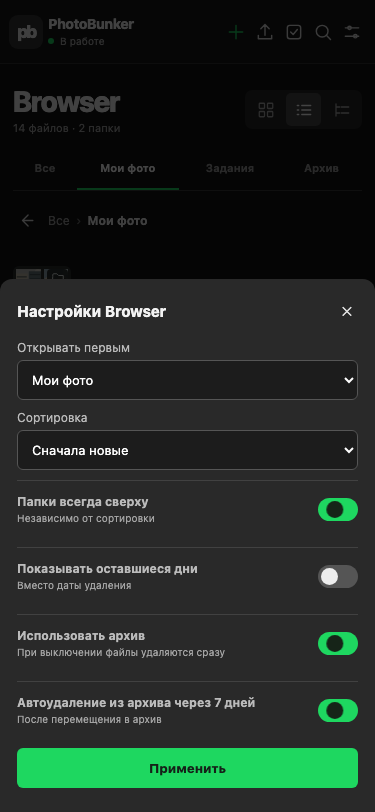 pb PhotoBunker
В работе
Browser
14 файлов · 2 папки
Все Мои фото Задания Архив
Все › Мои фото
Настройки Browser
Открывать первым
Мои фото
Сортировка
Сначала новые
Папки всегда сверху
Независимо от сортировки
Показывать оставшиеся дни
Вместо даты удаления
Использовать архив
При выключении файлы удаляются сразу
Автоудаление из архива через 7 дней
После перемещения в архив
Применить